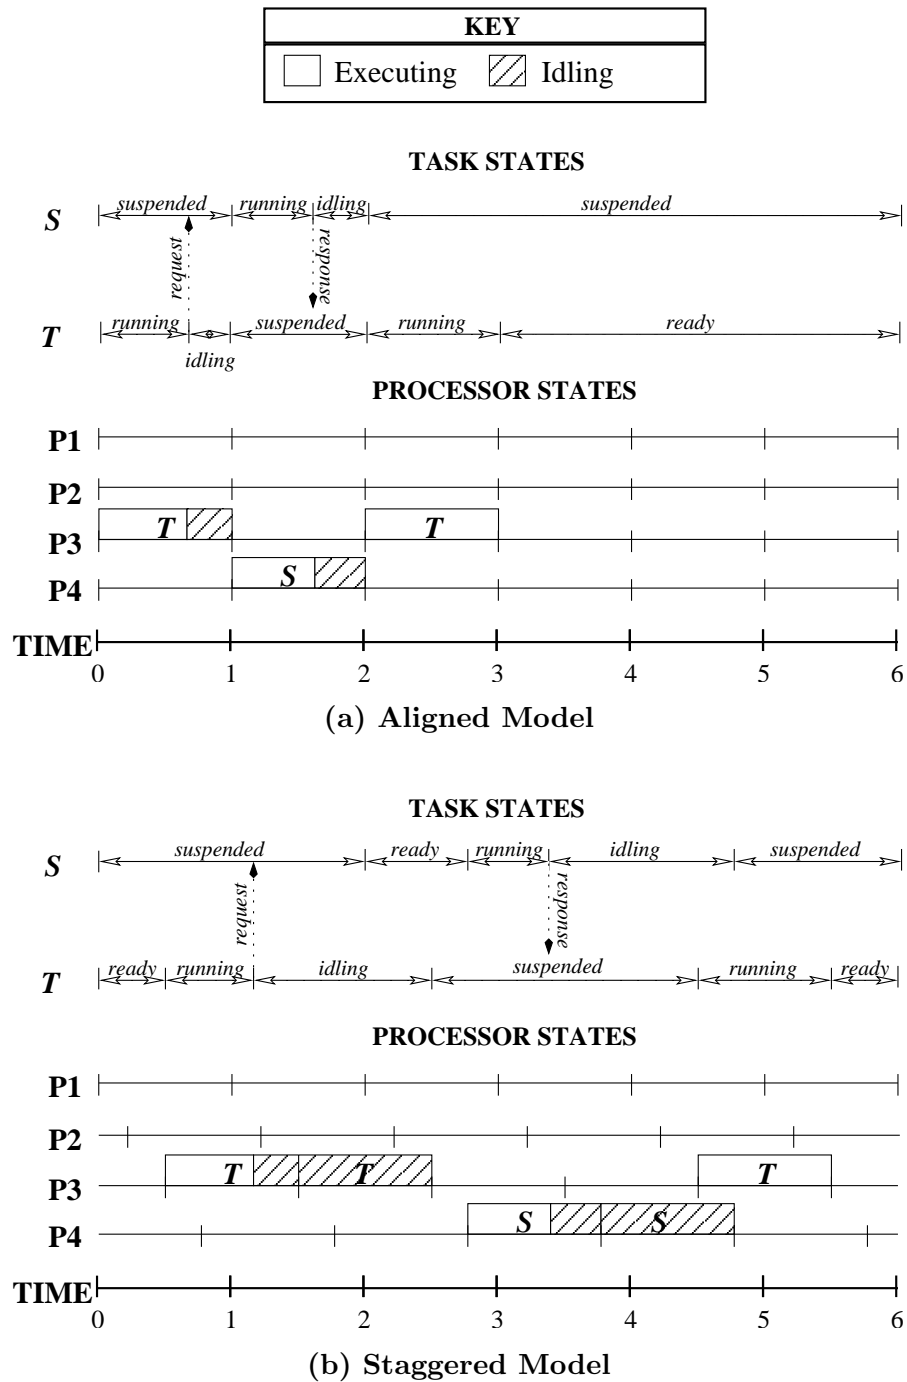 KEY
Executing Idling
TASK STATES
suspended running idling suspended
S
request response
running suspended running ready
T
idling
PROCESSOR STATES
P1
P2
T T
P3
S
P4
TIME
0 1 2 3 4 5 6
(a) Aligned Model
TASK STATES
suspended ready running idling suspended
S
request response
ready running idling suspended running ready
T
PROCESSOR STATES
P1
P2
T T T
P3
S S
P4
TIME
0 1 2 3 4 5 6
(b) Staggered Model